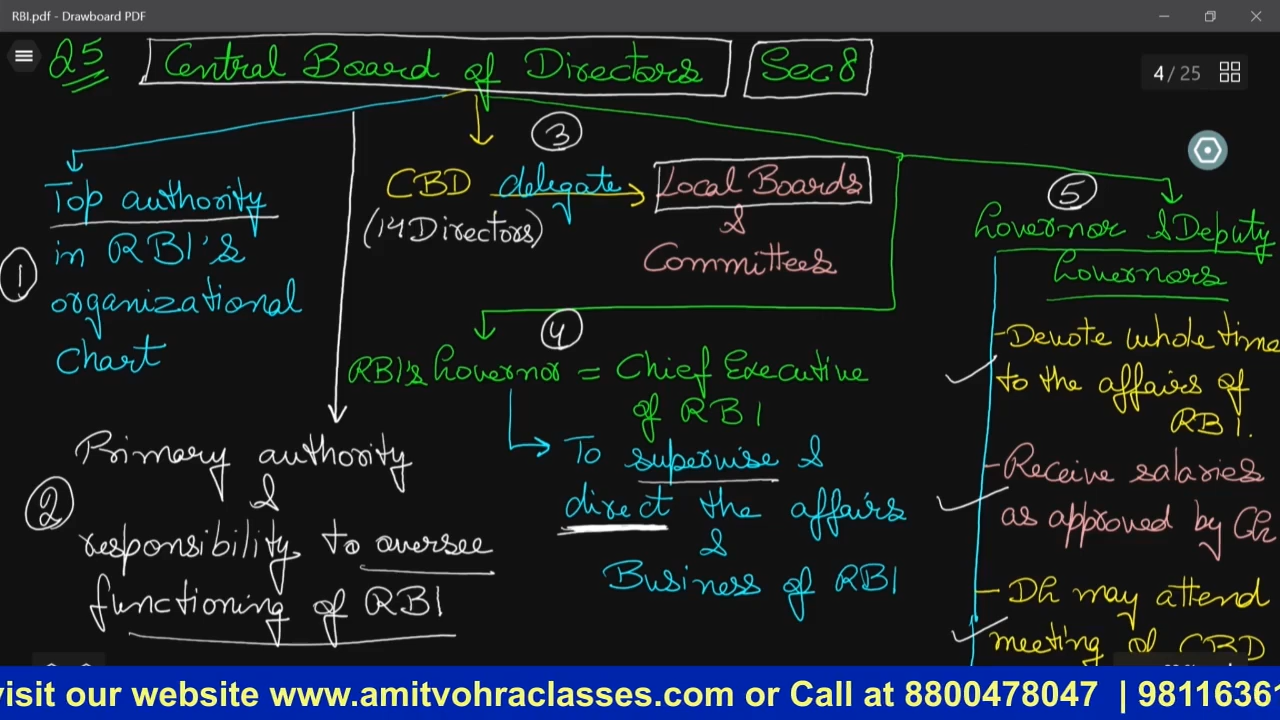 RBI.pdf - Drawboard PDF
Q5 Central Board of Directors Sec 8
4 / 25
1
Top authority
in RBI's
organizational
Chart
2
Primary authority
&
responsibility to oversee
functioning of RBI
3
CBD delegate Local Boards
(14 Directors)
&
Committees
4
RBI's Governor = Chief Executive
of RBI
To supervise &
direct the affairs
&
Business of RBI
5
Governor & Deputy
Governors
- Devote whole time
to the affairs of
RBI.
- Receive salaries
as approved by CG
- DG may attend
meeting of CBD
visit our website www.amitvohraclasses.com or Call at 8800478047 | 98116361